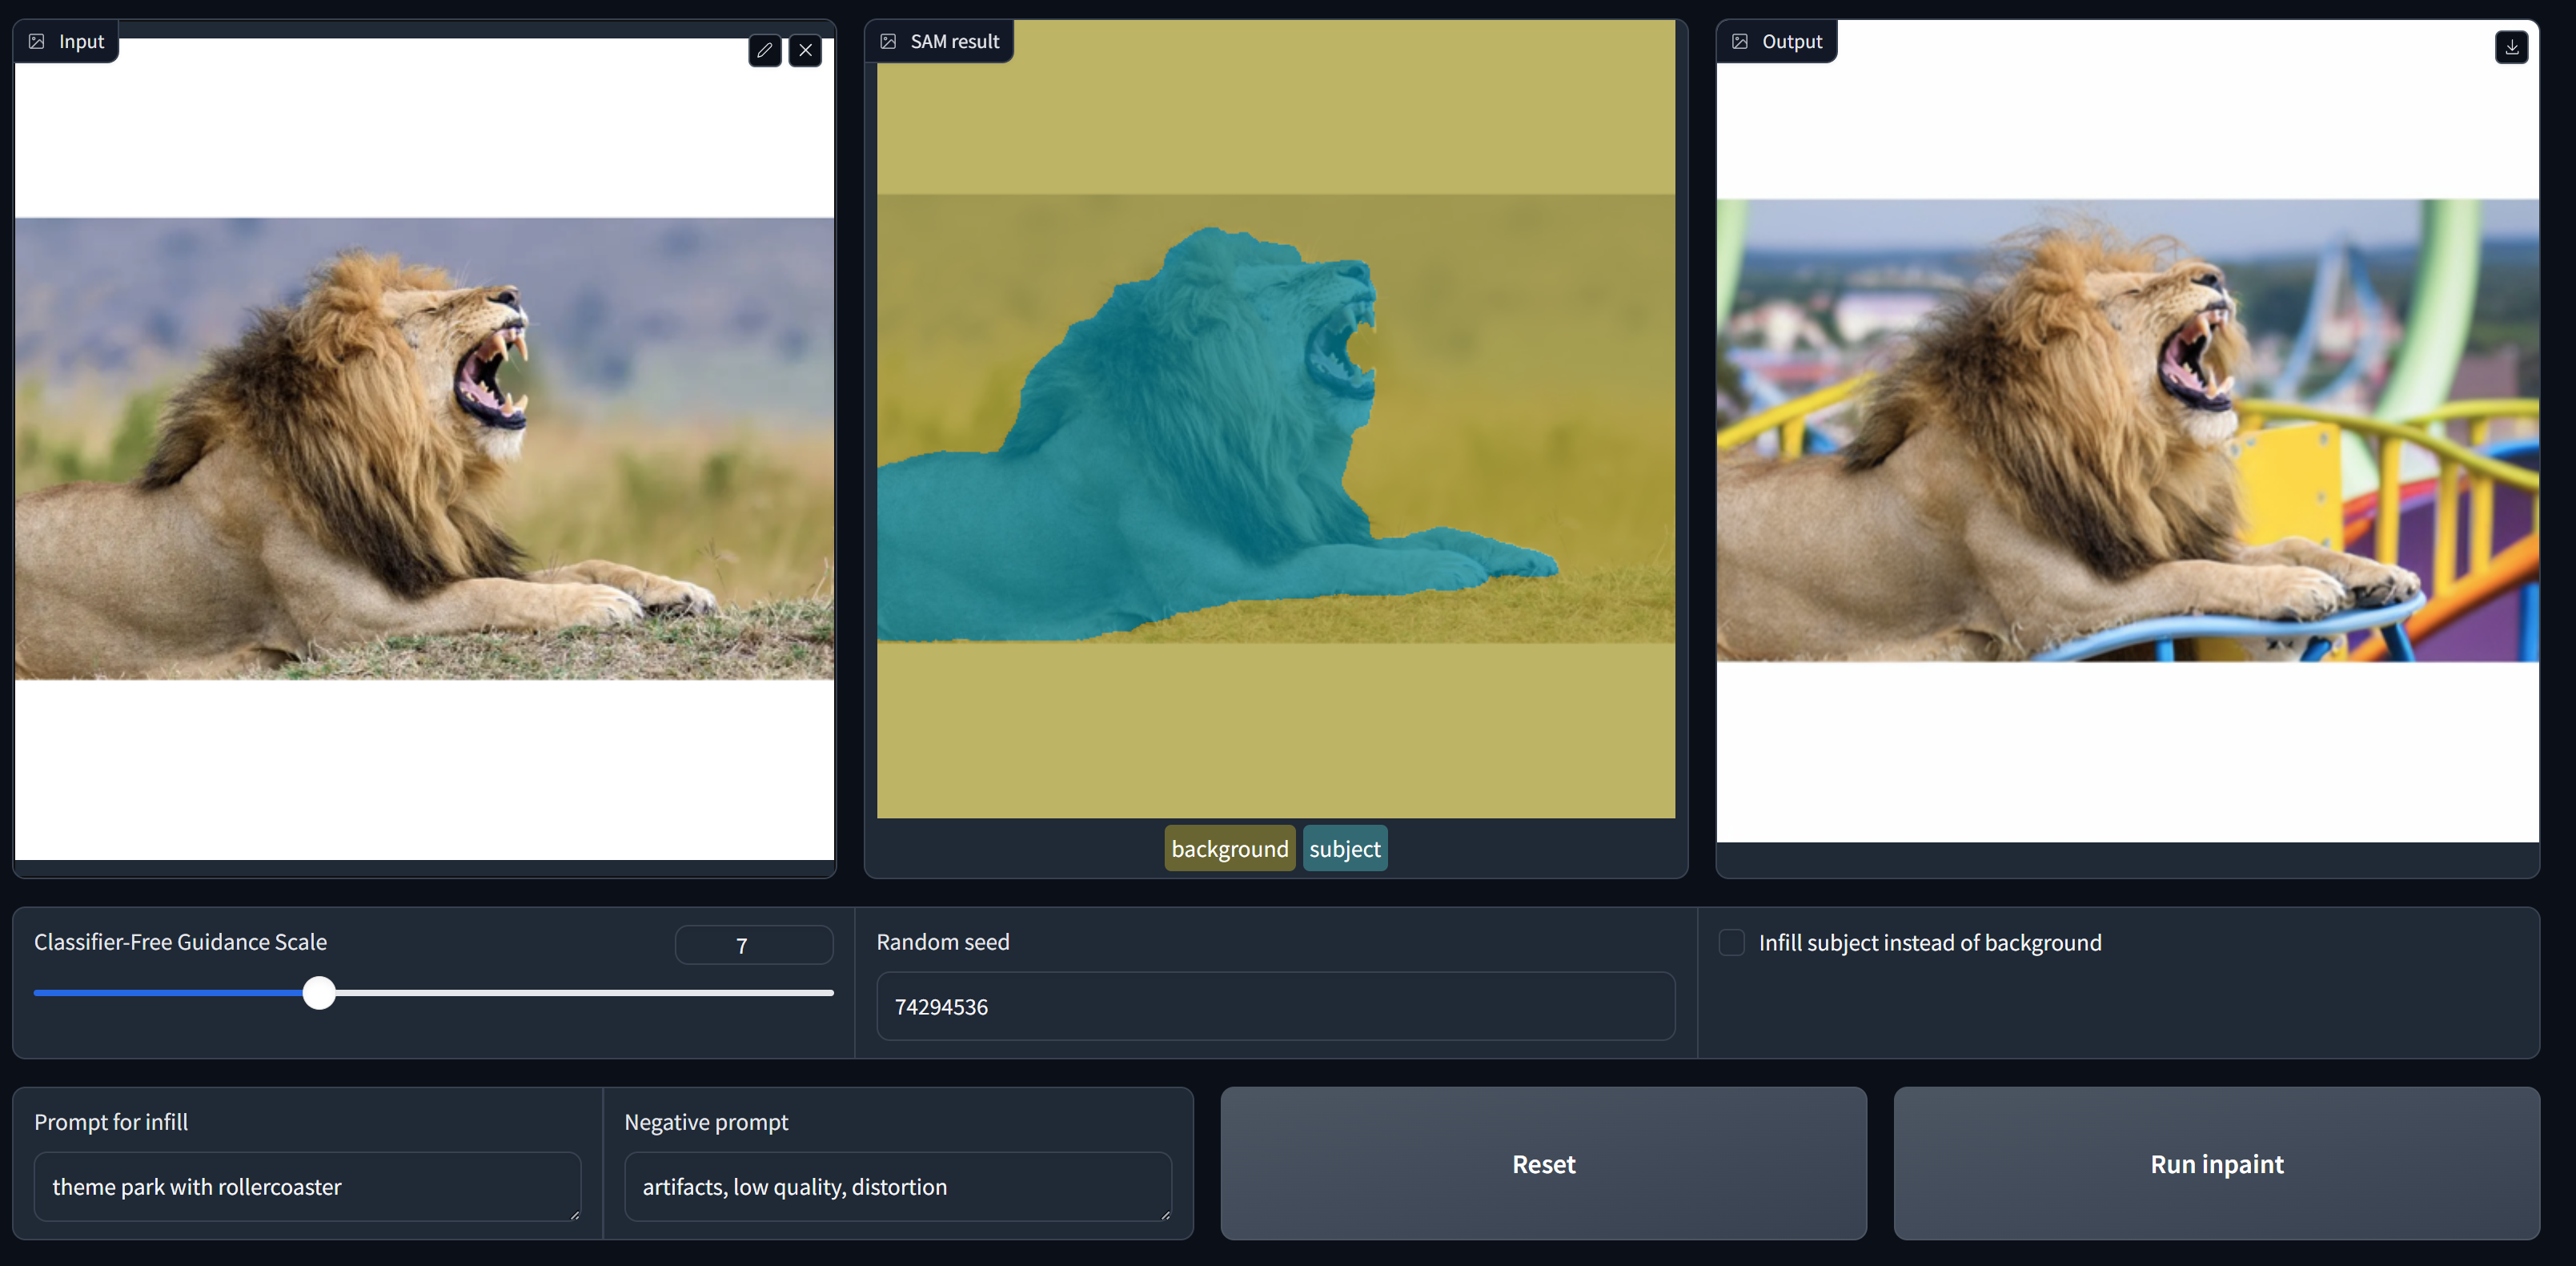 Input
SAM result
Output
background subject
Classifier-Free Guidance Scale
7
Random seed
74294536
Infill subject instead of background
Prompt for infill
theme park with rollercoaster
Negative prompt
artifacts, low quality, distortion
Reset
Run inpaint